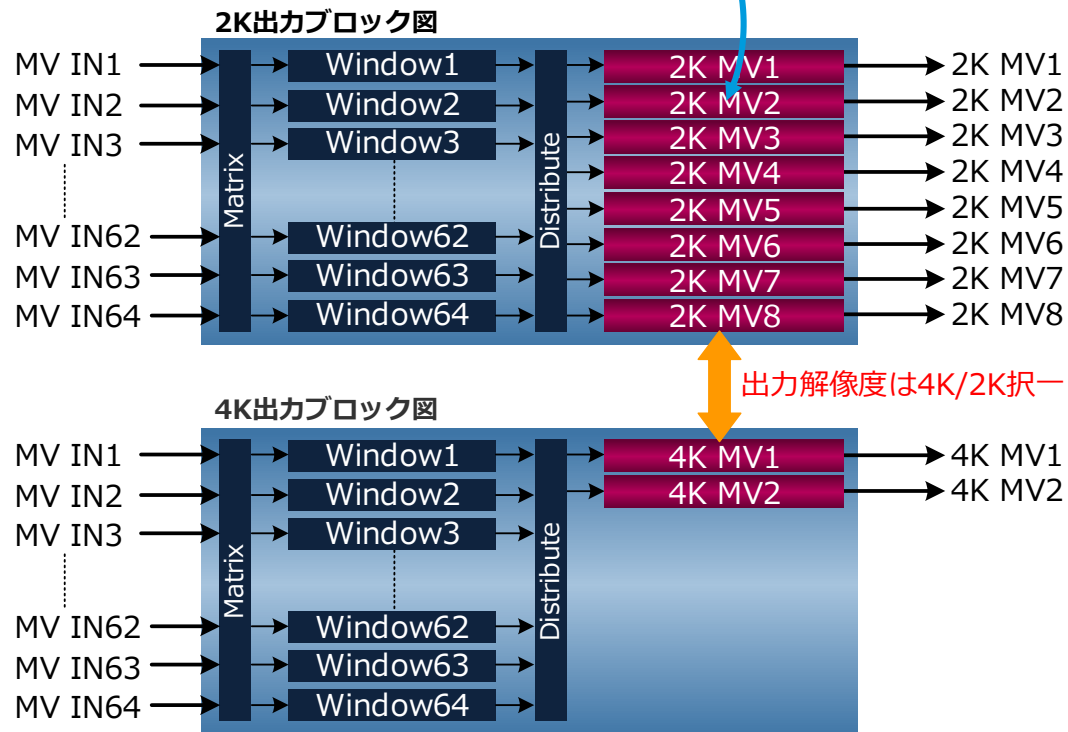 2K出力ブロック図
MV IN1 Window1 2K MV1 2K MV1
MV IN2 Window2 2K MV2 2K MV2
MV IN3 Window3 2K MV3 2K MV3
Matrix
Distribute
2K MV4 2K MV4
2K MV5 2K MV5
MV IN62 Window62 2K MV6 2K MV6
MV IN63 Window63 2K MV7 2K MV7
MV IN64 Window64 2K MV8 2K MV8
出力解像度は4K/2K択一
4K出力ブロック図
MV IN1 Window1 4K MV1 4K MV1
MV IN2 Window2 4K MV2 4K MV2
MV IN3 Window3
Matrix
Distribute
MV IN62 Window62
MV IN63 Window63
MV IN64 Window64